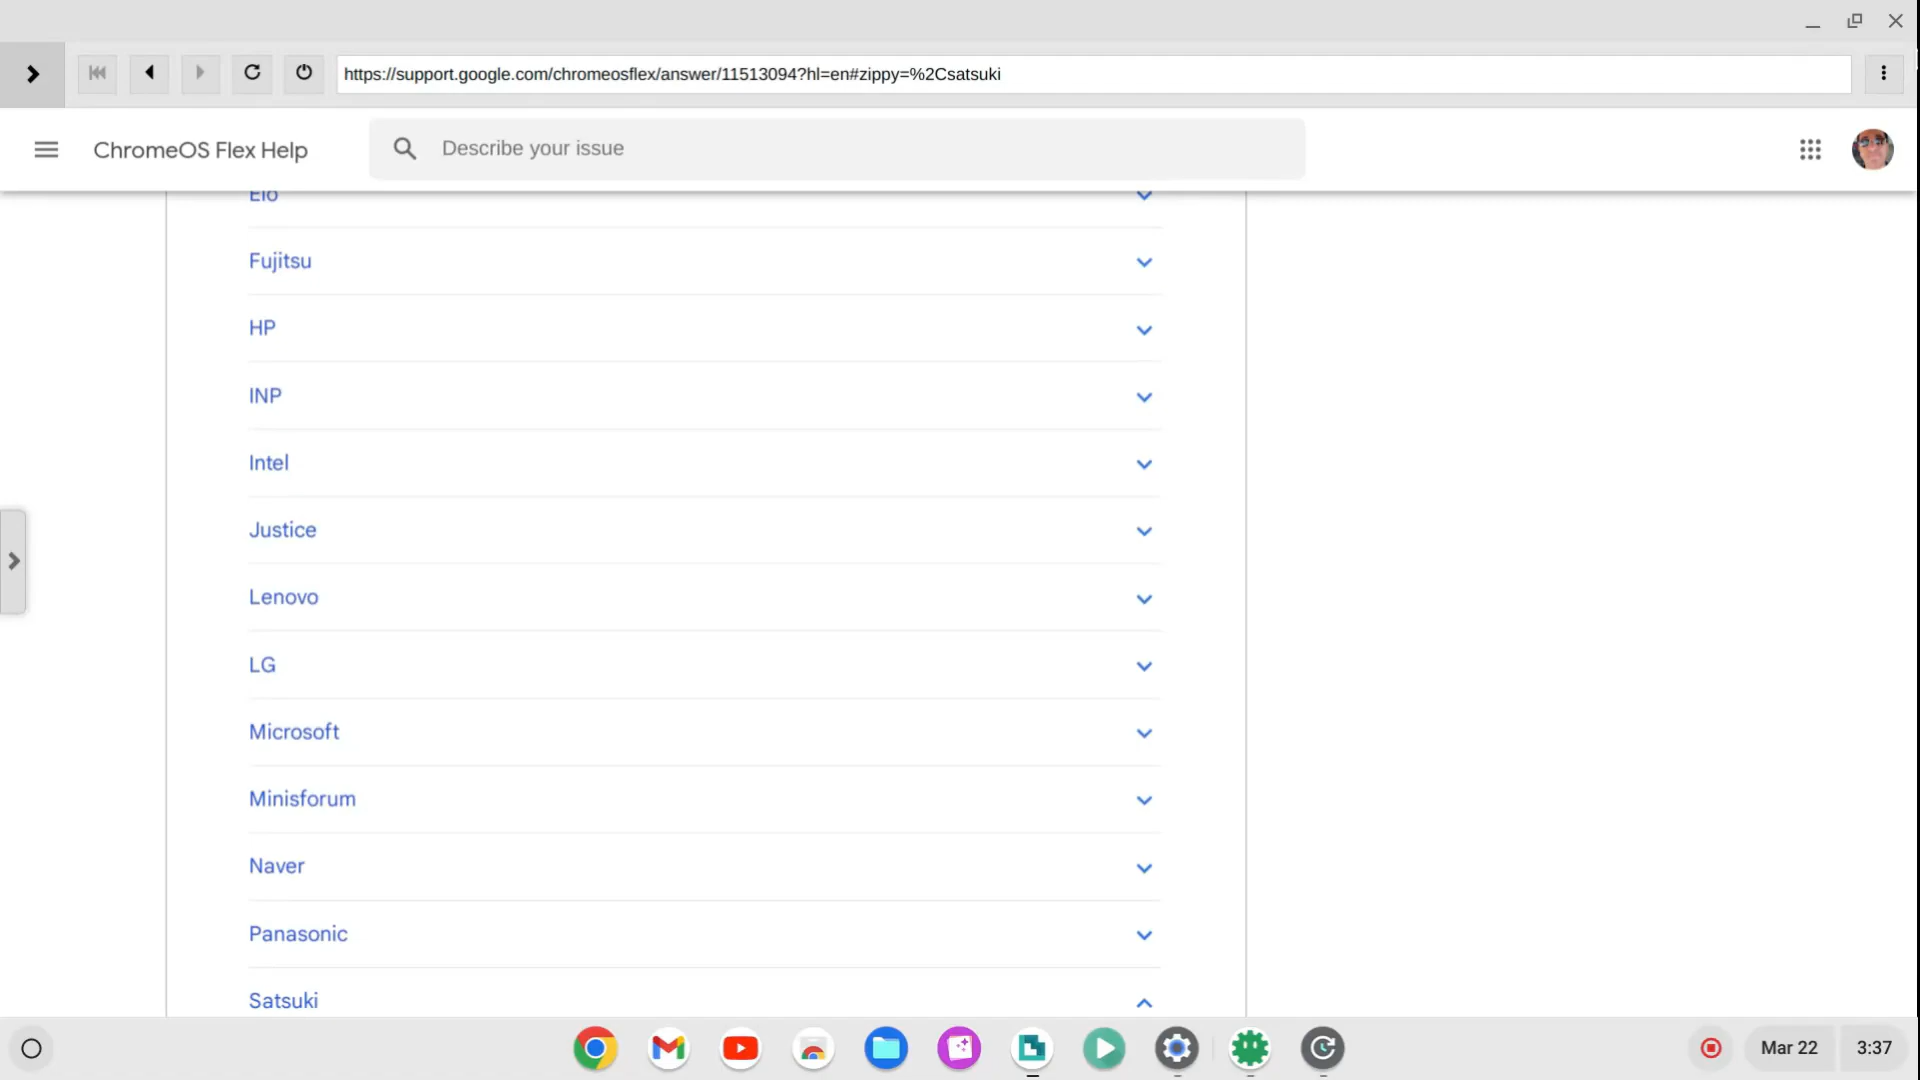 https://support.google.com/chromeosflex/answer/11513094?hl=en#zippy=%2Csatsuki
ChromeOS Flex Help
Describe your issue
Elo
Fujitsu
HP
INP
Intel
Justice
Lenovo
LG
Microsoft
Minisforum
Naver
Panasonic
Satsuki
Mar 22
3:37